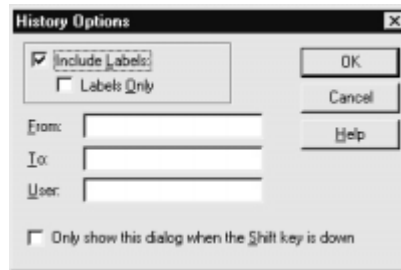 History Options
Include Labels:
Labels Only
From:
To:
User:
Only show this dialog when the Shift key is down
OK
Cancel
Help